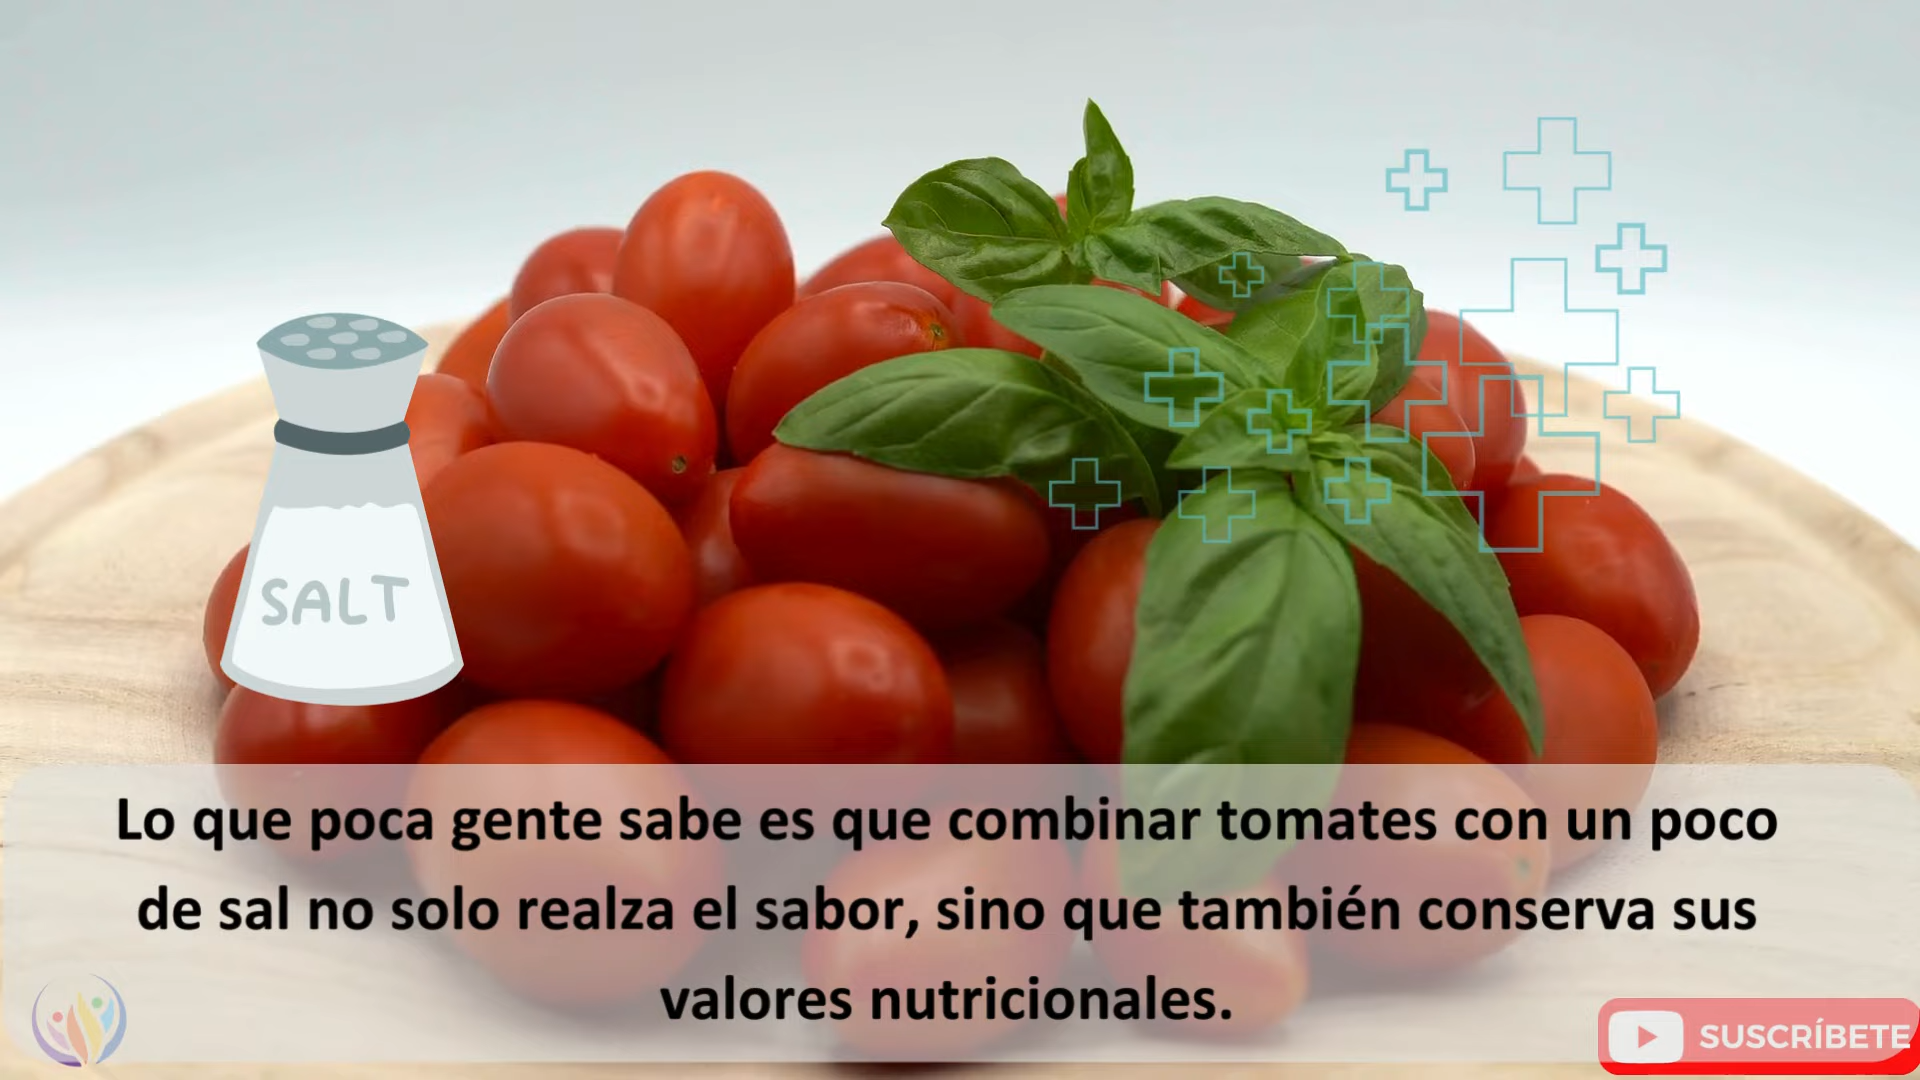 SALT
Lo que poca gente sabe es que combinar tomates con un poco
de sal no solo realza el sabor, sino que también conserva sus
valores nutricionales.
SUSCRÍBETE